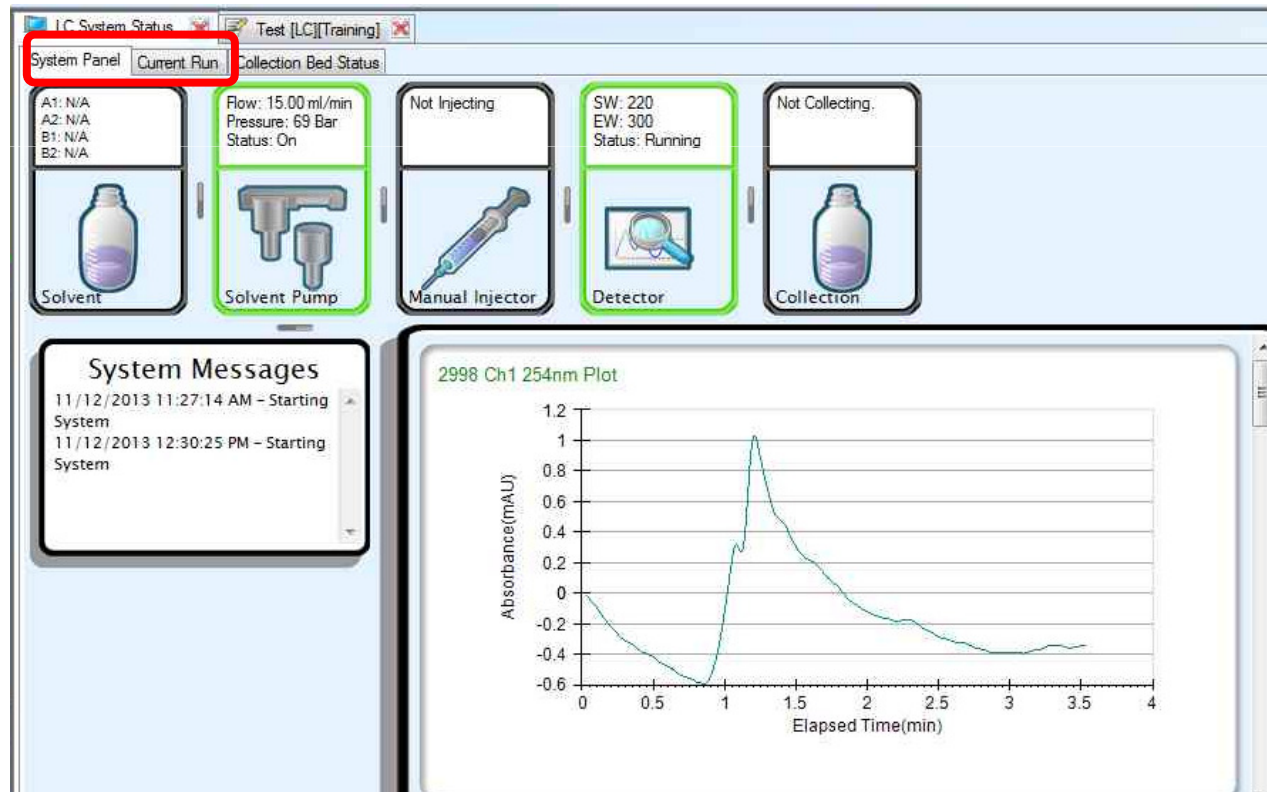 LC System Status
Test [LC][Training]
System Panel
Current Run
Collection Bed Status
A1: N/A
A2: N/A
B1: N/A
B2: N/A
Solvent
Flow: 15.00 ml/min
Pressure: 69 Bar
Status: On
Solvent Pump
Not Injecting
Manual Injector
SW: 220
EW: 300
Status: Running
Detector
Not Collecting.
Collection
System Messages
11/12/2013 11:27:14 AM – Starting
System
11/12/2013 12:30:25 PM – Starting
System
2998 Ch1 254nm Plot
Absorbance(mAU)
1.2
1
0.8
0.6
0.4
0.2
0
-0.2
-0.4
-0.6
0 0.5 1 1.5 2 2.5 3 3.5 4
Elapsed Time(min)